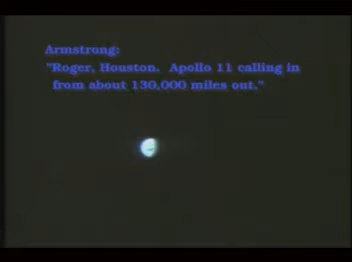 Armstrong:
"Roger, Houston. Apollo 11 calling in
from about 130,000 miles out."